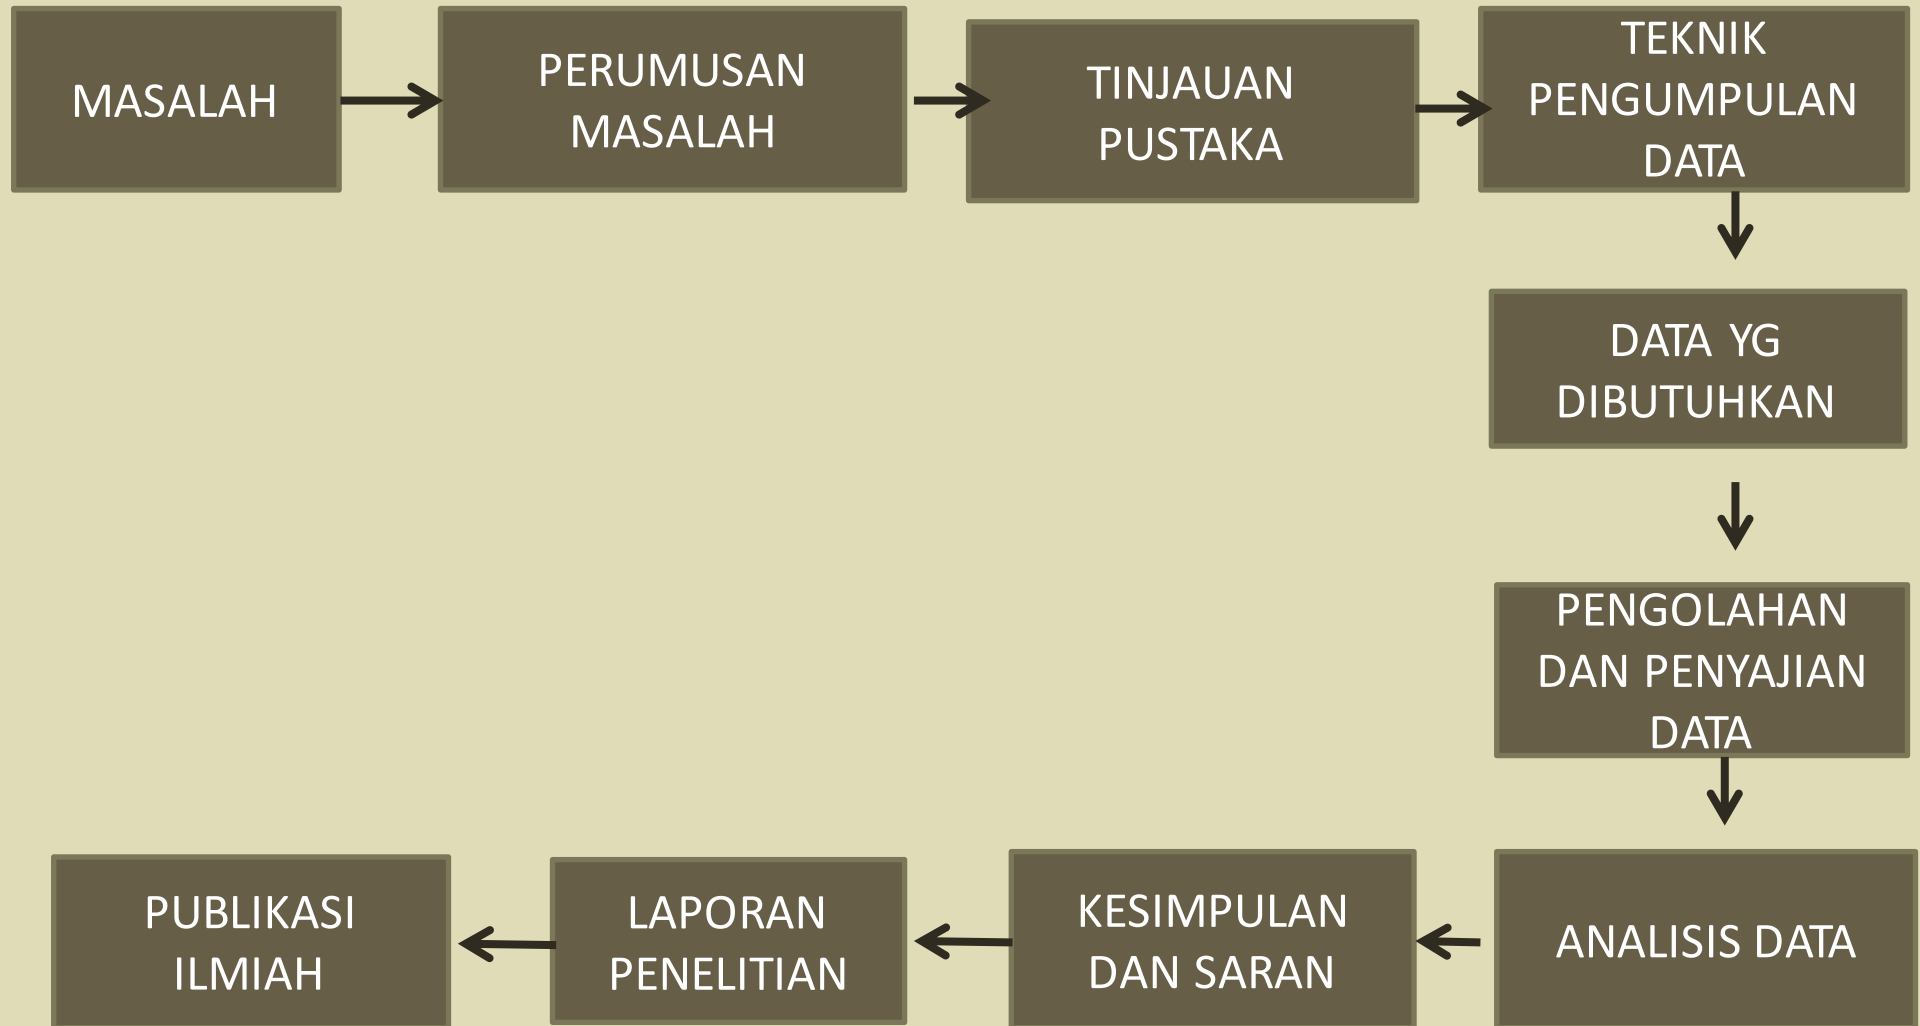 MASALAH
PERUMUSAN
MASALAH
TINJAUAN
PUSTAKA
TEKNIK
PENGUMPULAN
DATA
DATA YG
DIBUTUHKAN
PENGOLAHAN
DAN PENYAJIAN
DATA
ANALISIS DATA
KESIMPULAN
DAN SARAN
LAPORAN
PENELITIAN
PUBLIKASI
ILMIAH